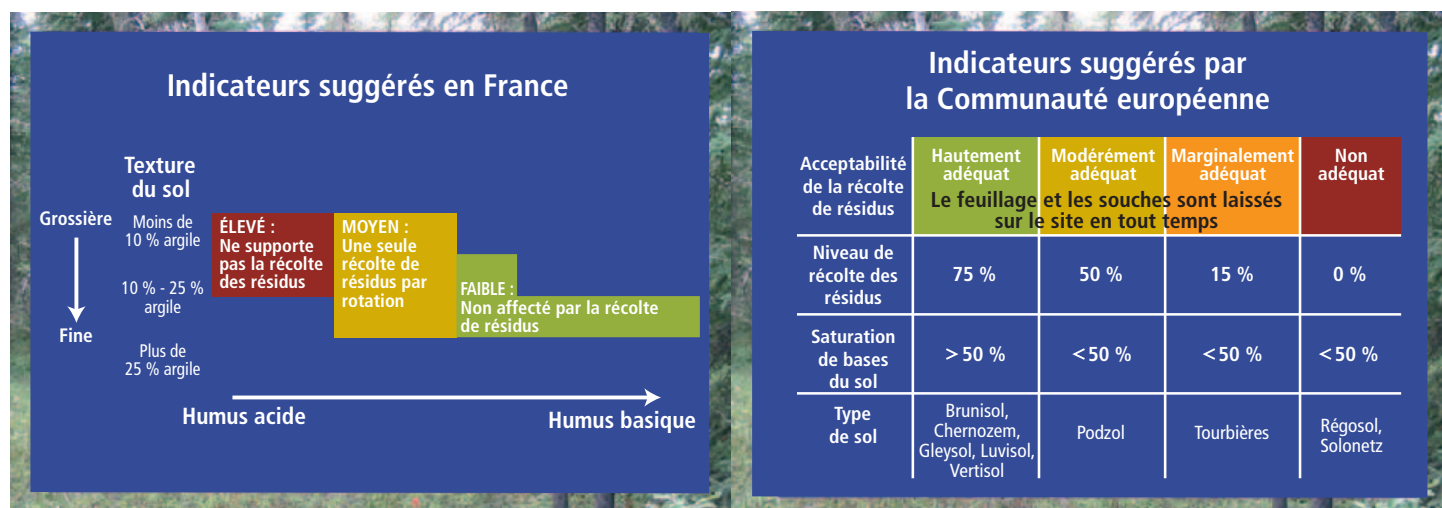 Indicateurs suggérés en France
Texture
du sol
Grossière
Fine
Moins de
10 % argile
10 % - 25 %
argile
Plus de
25 % argile
ÉLEVÉ :
Ne supporte
pas la récolte
des résidus
MOYEN :
Une seule
récolte de
résidus par
rotation
FAIBLE :
Non affecté par la récolte
de résidus
Humus acide
Humus basique
Indicateurs suggérés par
la Communauté européenne
Acceptabilité
de la récolte
de résidus
Hautement
adéquat
Modérément
adéquat
Marginalement
adéquat
Non
adéquat
Le feuillage et les souches sont laissés
sur le site en tout temps
Niveau de
récolte des
résidus
75 %
50 %
15 %
0 %
Saturation
de bases
du sol
> 50 %
< 50 %
< 50 %
< 50 %
Type
de sol
Brunisol,
Chernozem,
Gleysol, Luvisol,
Vertisol
Podzol
Tourbières
Régosol,
Solonetz